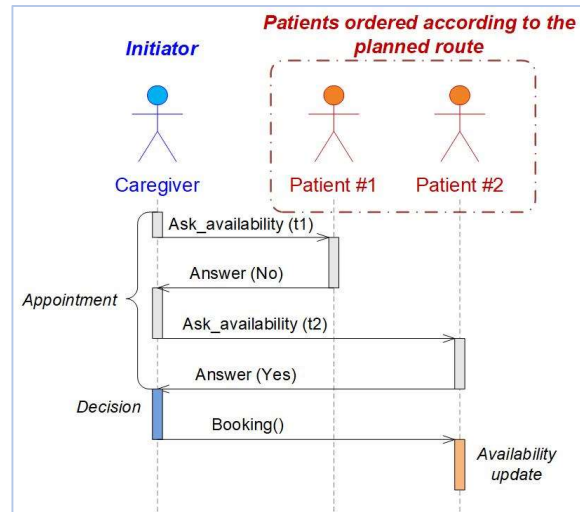 Initiator
Patients ordered according to the
planned route
Caregiver
Patient #1
Patient #2
Ask_availability (t1)
Answer (No)
Appointment
Ask_availability (t2)
Answer (Yes)
Decision
Booking()
Availability
update